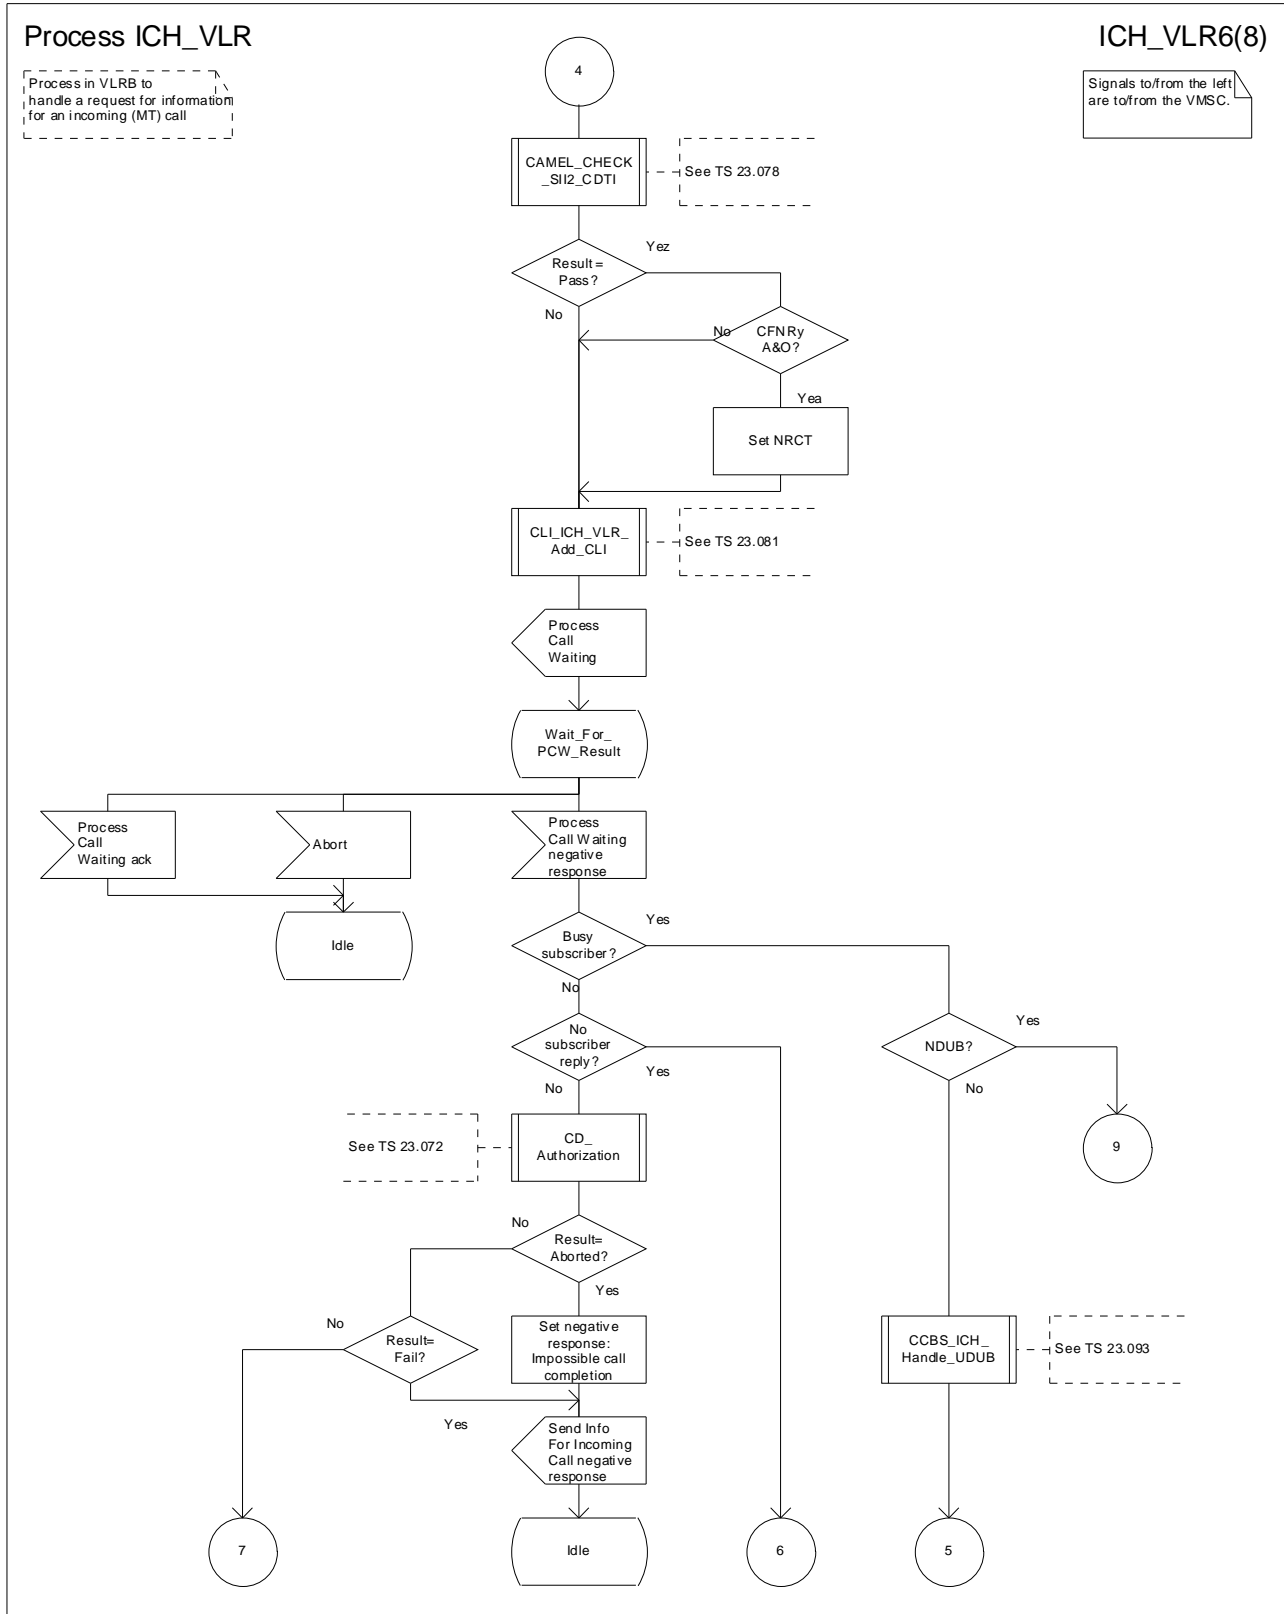 Process ICH_VLR
ICH_VLR6(8)
Process in VLRB to
handle a request for information
for an incoming (MT) call
Signals to/from the left
are to/from the VMSC.
4
CAMEL_CHECK
_SII2_CDTI
See TS 23.078
Result =
Pass?
Yez
No
CFNRy
A&O?
No
Yea
Set NRCT
CLI_ICH_VLR_
Add_CLI
See TS 23.081
Process
Call
Waiting
Wait_For_
PCW_Result
Process
Call
Waiting ack
Abort
Process
Call Waiting
negative
response
Idle
Busy
subscriber?
Yes
No
No
subscriber
reply?
Yes
No
NDUB?
Yes
No
9
See TS 23.072
CD_
Authorization
Result=
Aborted?
No
Yes
Result=
Fail?
No
Yes
Set negative
response:
Impossible call
completion
CCBS_ICH_
Handle_UDUB
See TS 23.093
Send Info
For Incoming
Call negative
response
7
Idle
6
5